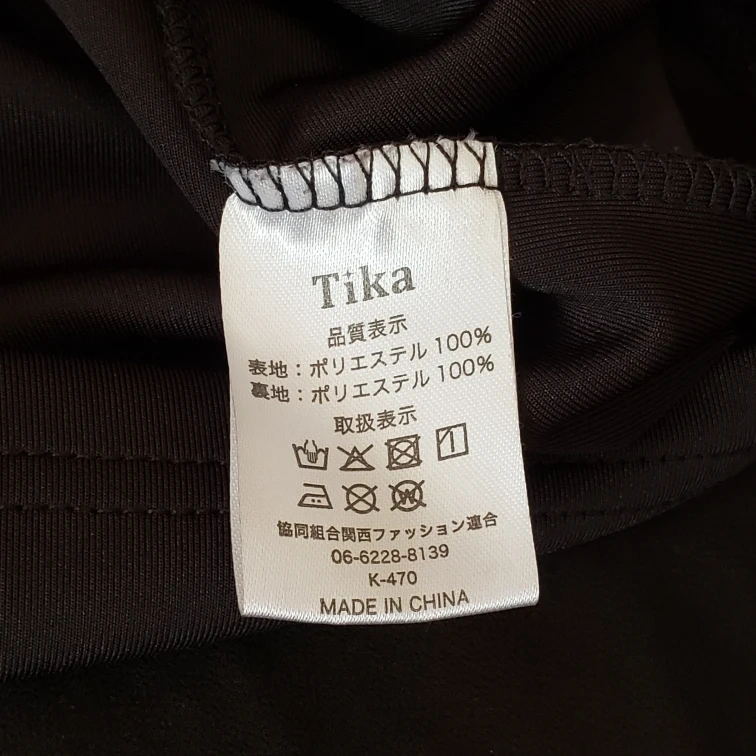 Tika
品質表示
表地：ポリエステル 100%
裏地：ポリエステル 100%
取扱表示
協同組合関西ファッション連合
06-6228-8139
K-470
MADE IN CHINA